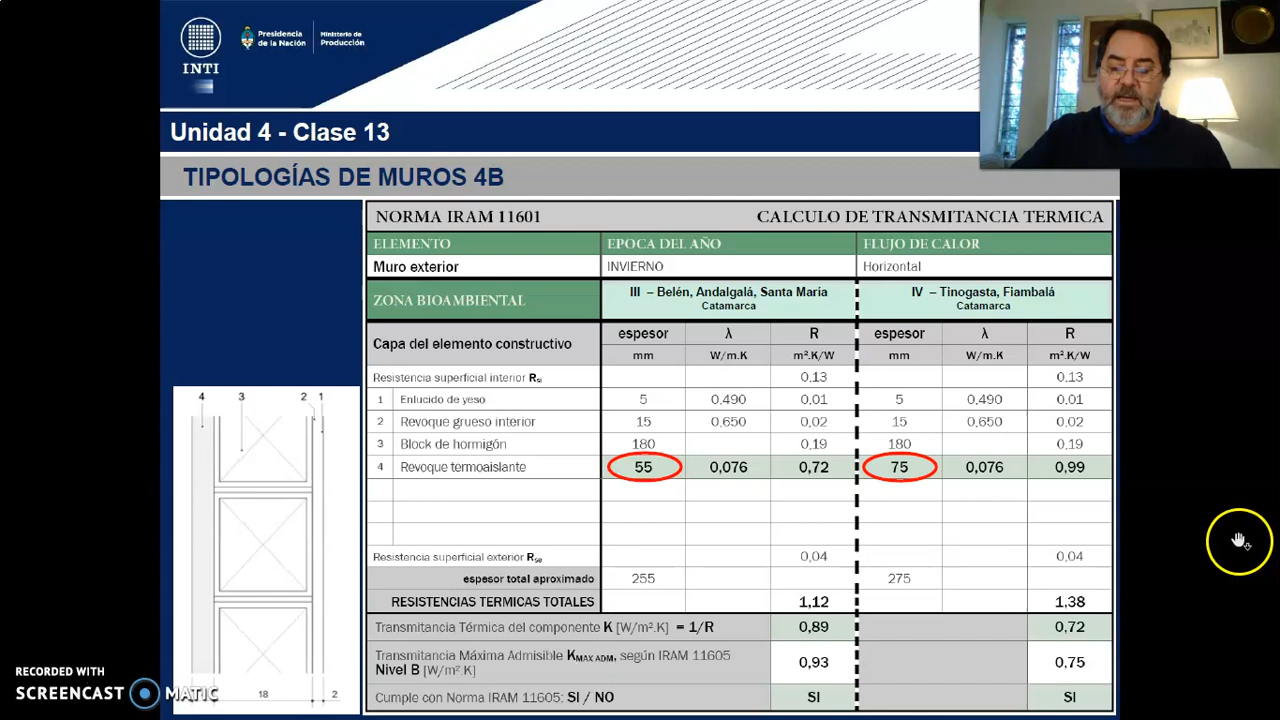 INTI
Presidencia
de la Nación
Ministerio de
Producción
Unidad 4 - Clase 13
TIPOLOGÍAS DE MUROS 4B
NORMA IRAM 11601 CALCULO DE TRANSMITANCIA TERMICA
ELEMENTO EPOCA DEL AÑO FLUJO DE CALOR
Muro exterior INVIERNO Horizontal
ZONA BIOAMBIENTAL III – Belén, Andalgalá, Santa María IV – Tinogasta, Fiambalá
Catamarca Catamarca
Capa del elemento constructivo espesor λ R espesor λ R
mm W/m.K m².K/W mm W/m.K m².K/W
Resistencia superficial interior Rsi 0,13 0,13
1 Enlucido de yeso 5 0,490 0,01 5 0,490 0,01
2 Revoque grueso interior 15 0,650 0,02 15 0,650 0,02
3 Block de hormigón 180 0,19 180 0,19
4 Revoque termoaislante 55 0,076 0,72 75 0,076 0,99
Resistencia superficial exterior Rse 0,04 0,04
espesor total aproximado 255 275
RESISTENCIAS TERMICAS TOTALES 1,12 1,38
Transmitancia Térmica del componente K [W/m².K] = 1/R 0,89 0,72
Transmitancia Máxima Admisible KMAX ADM, según IRAM 11605
Nivel B [W/m².K] 0,93 0,75
Cumple con Norma IRAM 11605: SI / NO SI SI
4 3 2 1
18 2
RECORDED WITH
SCREENCAST MATIC